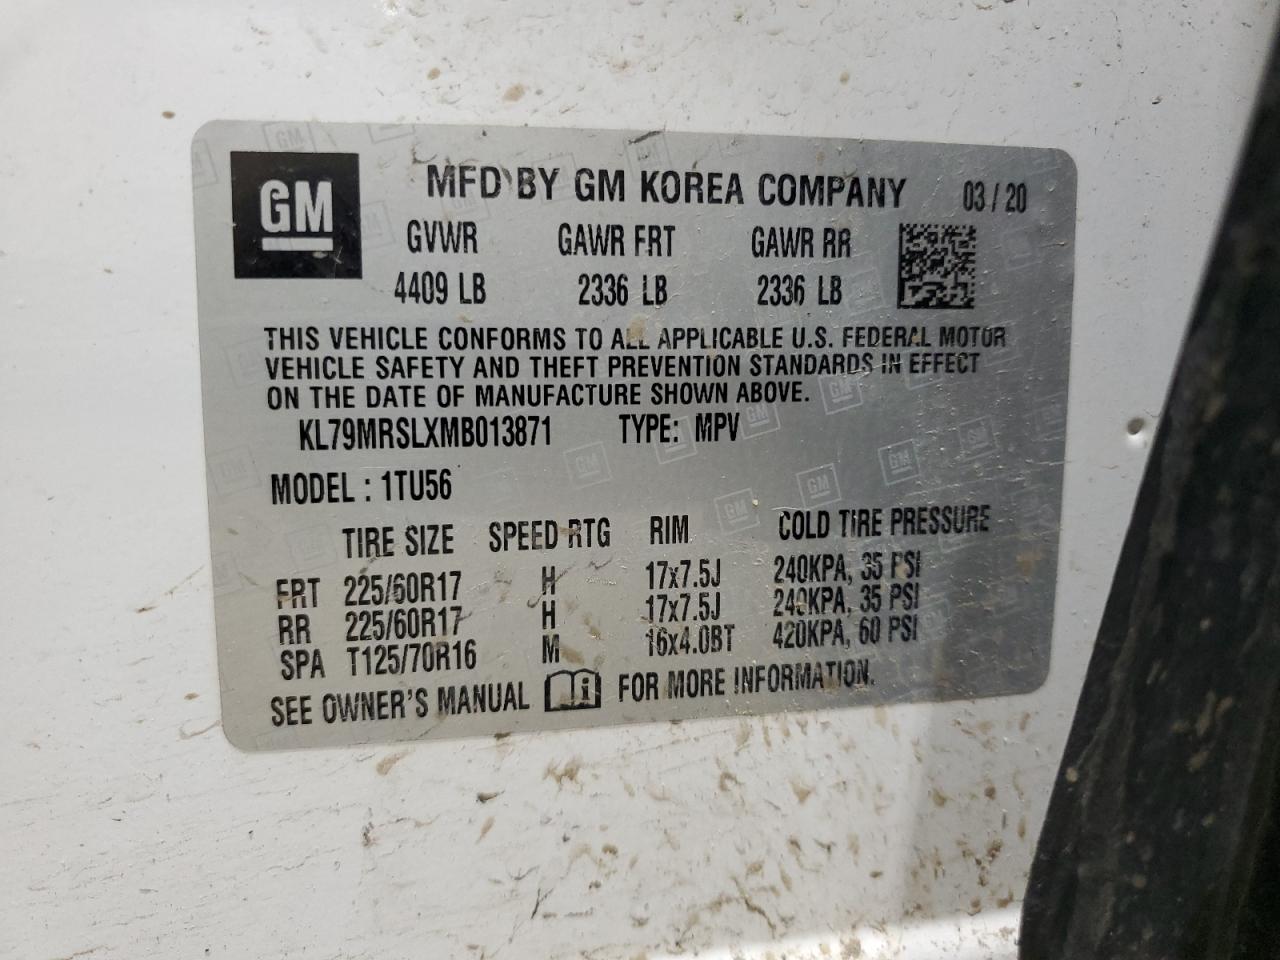 GM
MFD BY GM KOREA COMPANY 03/20
GVWR GAWR FRT GAWR RR
4409 LB 2336 LB 2336 LB
THIS VEHICLE CONFORMS TO ALL APPLICABLE U.S. FEDERAL MOTOR
VEHICLE SAFETY AND THEFT PREVENTION STANDARDS IN EFFECT
ON THE DATE OF MANUFACTURE SHOWN ABOVE.
KL79MRSLXMB013871 TYPE: MPV
MODEL : 1TU56
TIRE SIZE SPEED RTG RIM COLD TIRE PRESSURE
FRT 225/60R17 H 17x7.5J 240KPA, 35 PSI
RR 225/60R17 H 17x7.5J 240KPA, 35 PSI
SPA T125/70R16 M 16x4.0BT 420KPA, 60 PSI
SEE OWNER'S MANUAL FOR MORE INFORMATION.